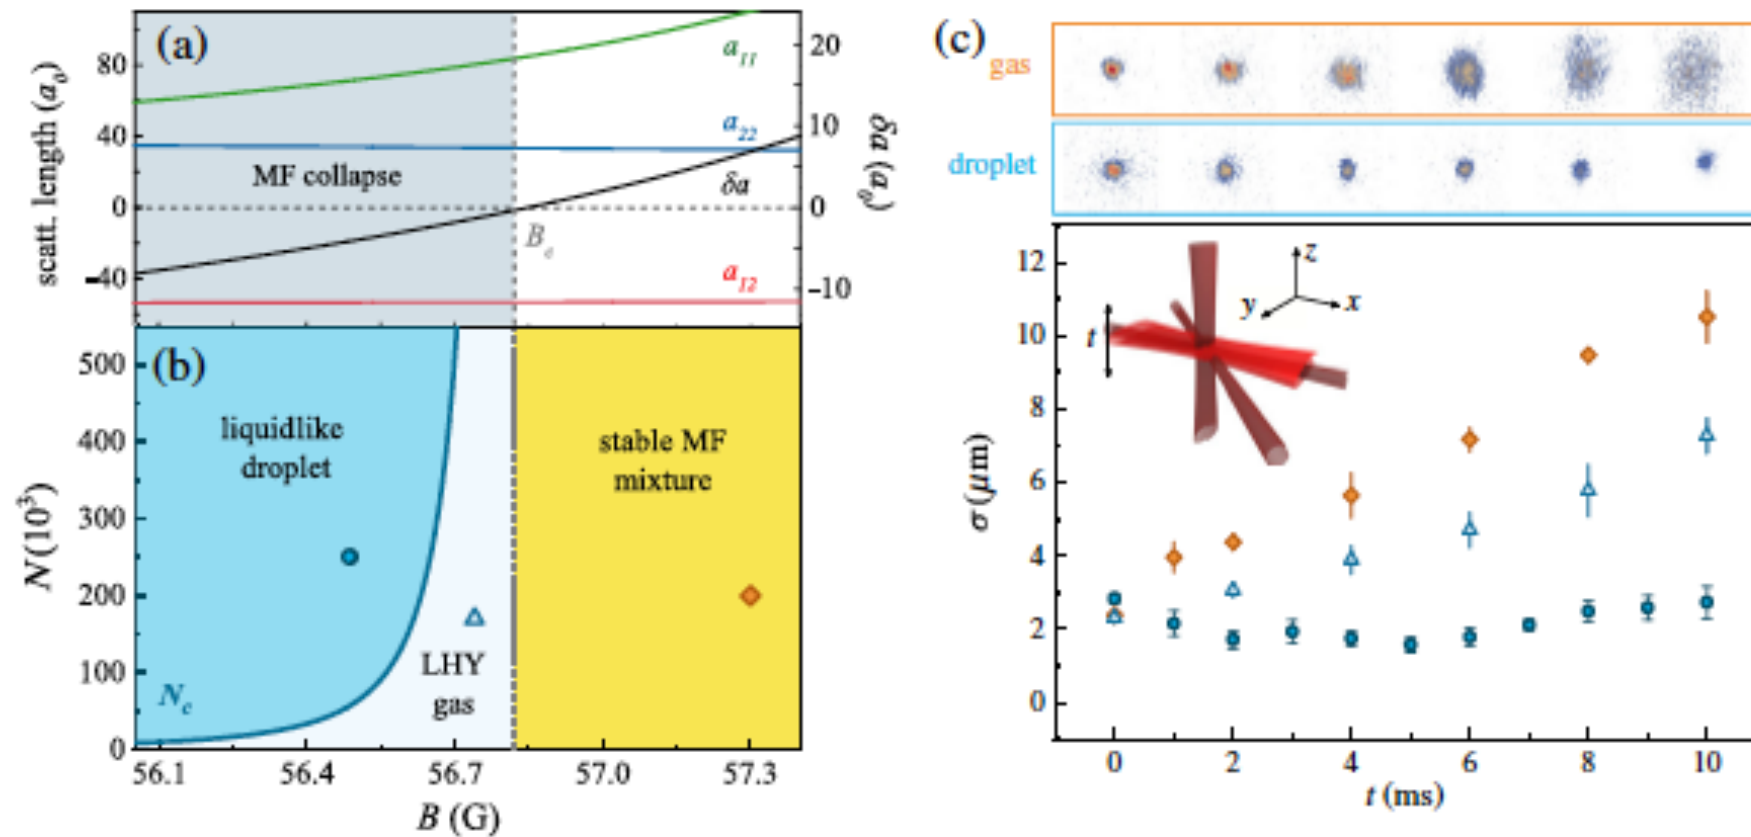 (a)
scatt. length (a₀)
80
40
0
−40
a₁₁
a₂₂
MF collapse
δa
B_c
a₁₂
20
10
0
−10
δa (a₀)
(b)
N(10³)
500
400
300
200
100
0
liquidlike
droplet
stable MF
mixture
LHY
gas
N_c
56.1 56.4 56.7 57.0 57.3
B (G)
(c)
gas
droplet
σ (μm)
12
10
8
6
4
2
0
z
y x
t
0 2 4 6 8 10
t (ms)